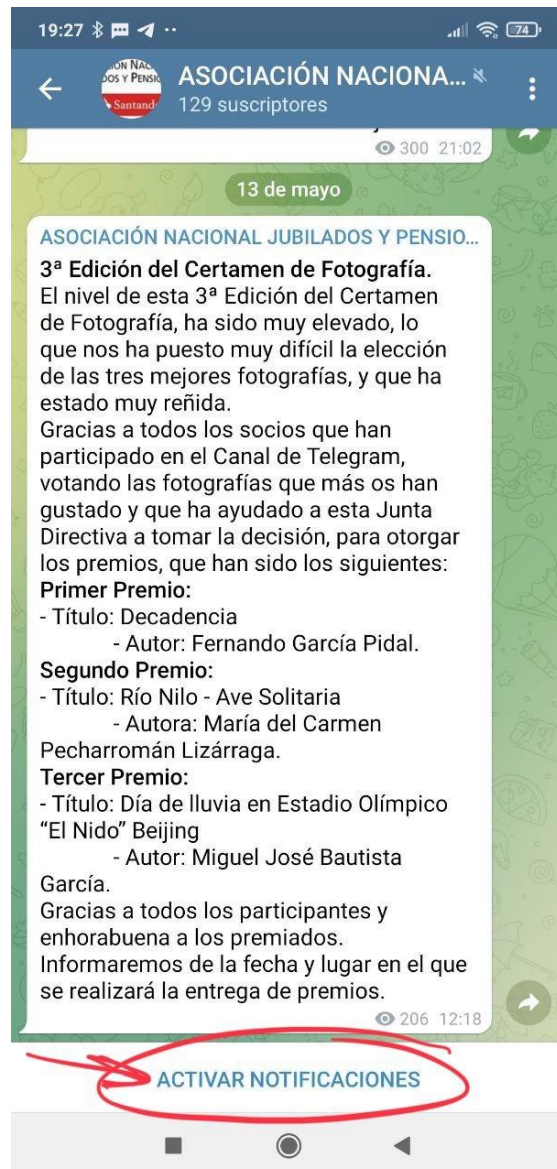 19:27
74
ION NAC
DOS Y PENSIO
Santand
ASOCIACIÓN NACIONA...
129 suscriptores
300 21:02
13 de mayo
ASOCIACIÓN NACIONAL JUBILADOS Y PENSIO...
3ª Edición del Certamen de Fotografía.
El nivel de esta 3ª Edición del Certamen
de Fotografía, ha sido muy elevado, lo
que nos ha puesto muy difícil la elección
de las tres mejores fotografías, y que ha
estado muy reñida.
Gracias a todos los socios que han
participado en el Canal de Telegram,
votando las fotografías que más os han
gustado y que ha ayudado a esta Junta
Directiva a tomar la decisión, para otorgar
los premios, que han sido los siguientes:
Primer Premio:
- Título: Decadencia
- Autor: Fernando García Pidal.
Segundo Premio:
- Título: Río Nilo - Ave Solitaria
- Autora: María del Carmen
Pecharromán Lizárraga.
Tercer Premio:
- Título: Día de lluvia en Estadio Olímpico
“El Nido” Beijing
- Autor: Miguel José Bautista
García.
Gracias a todos los participantes y
enhorabuena a los premiados.
Informaremos de la fecha y lugar en el que
se realizará la entrega de premios.
206 12:18
ACTIVAR NOTIFICACIONES